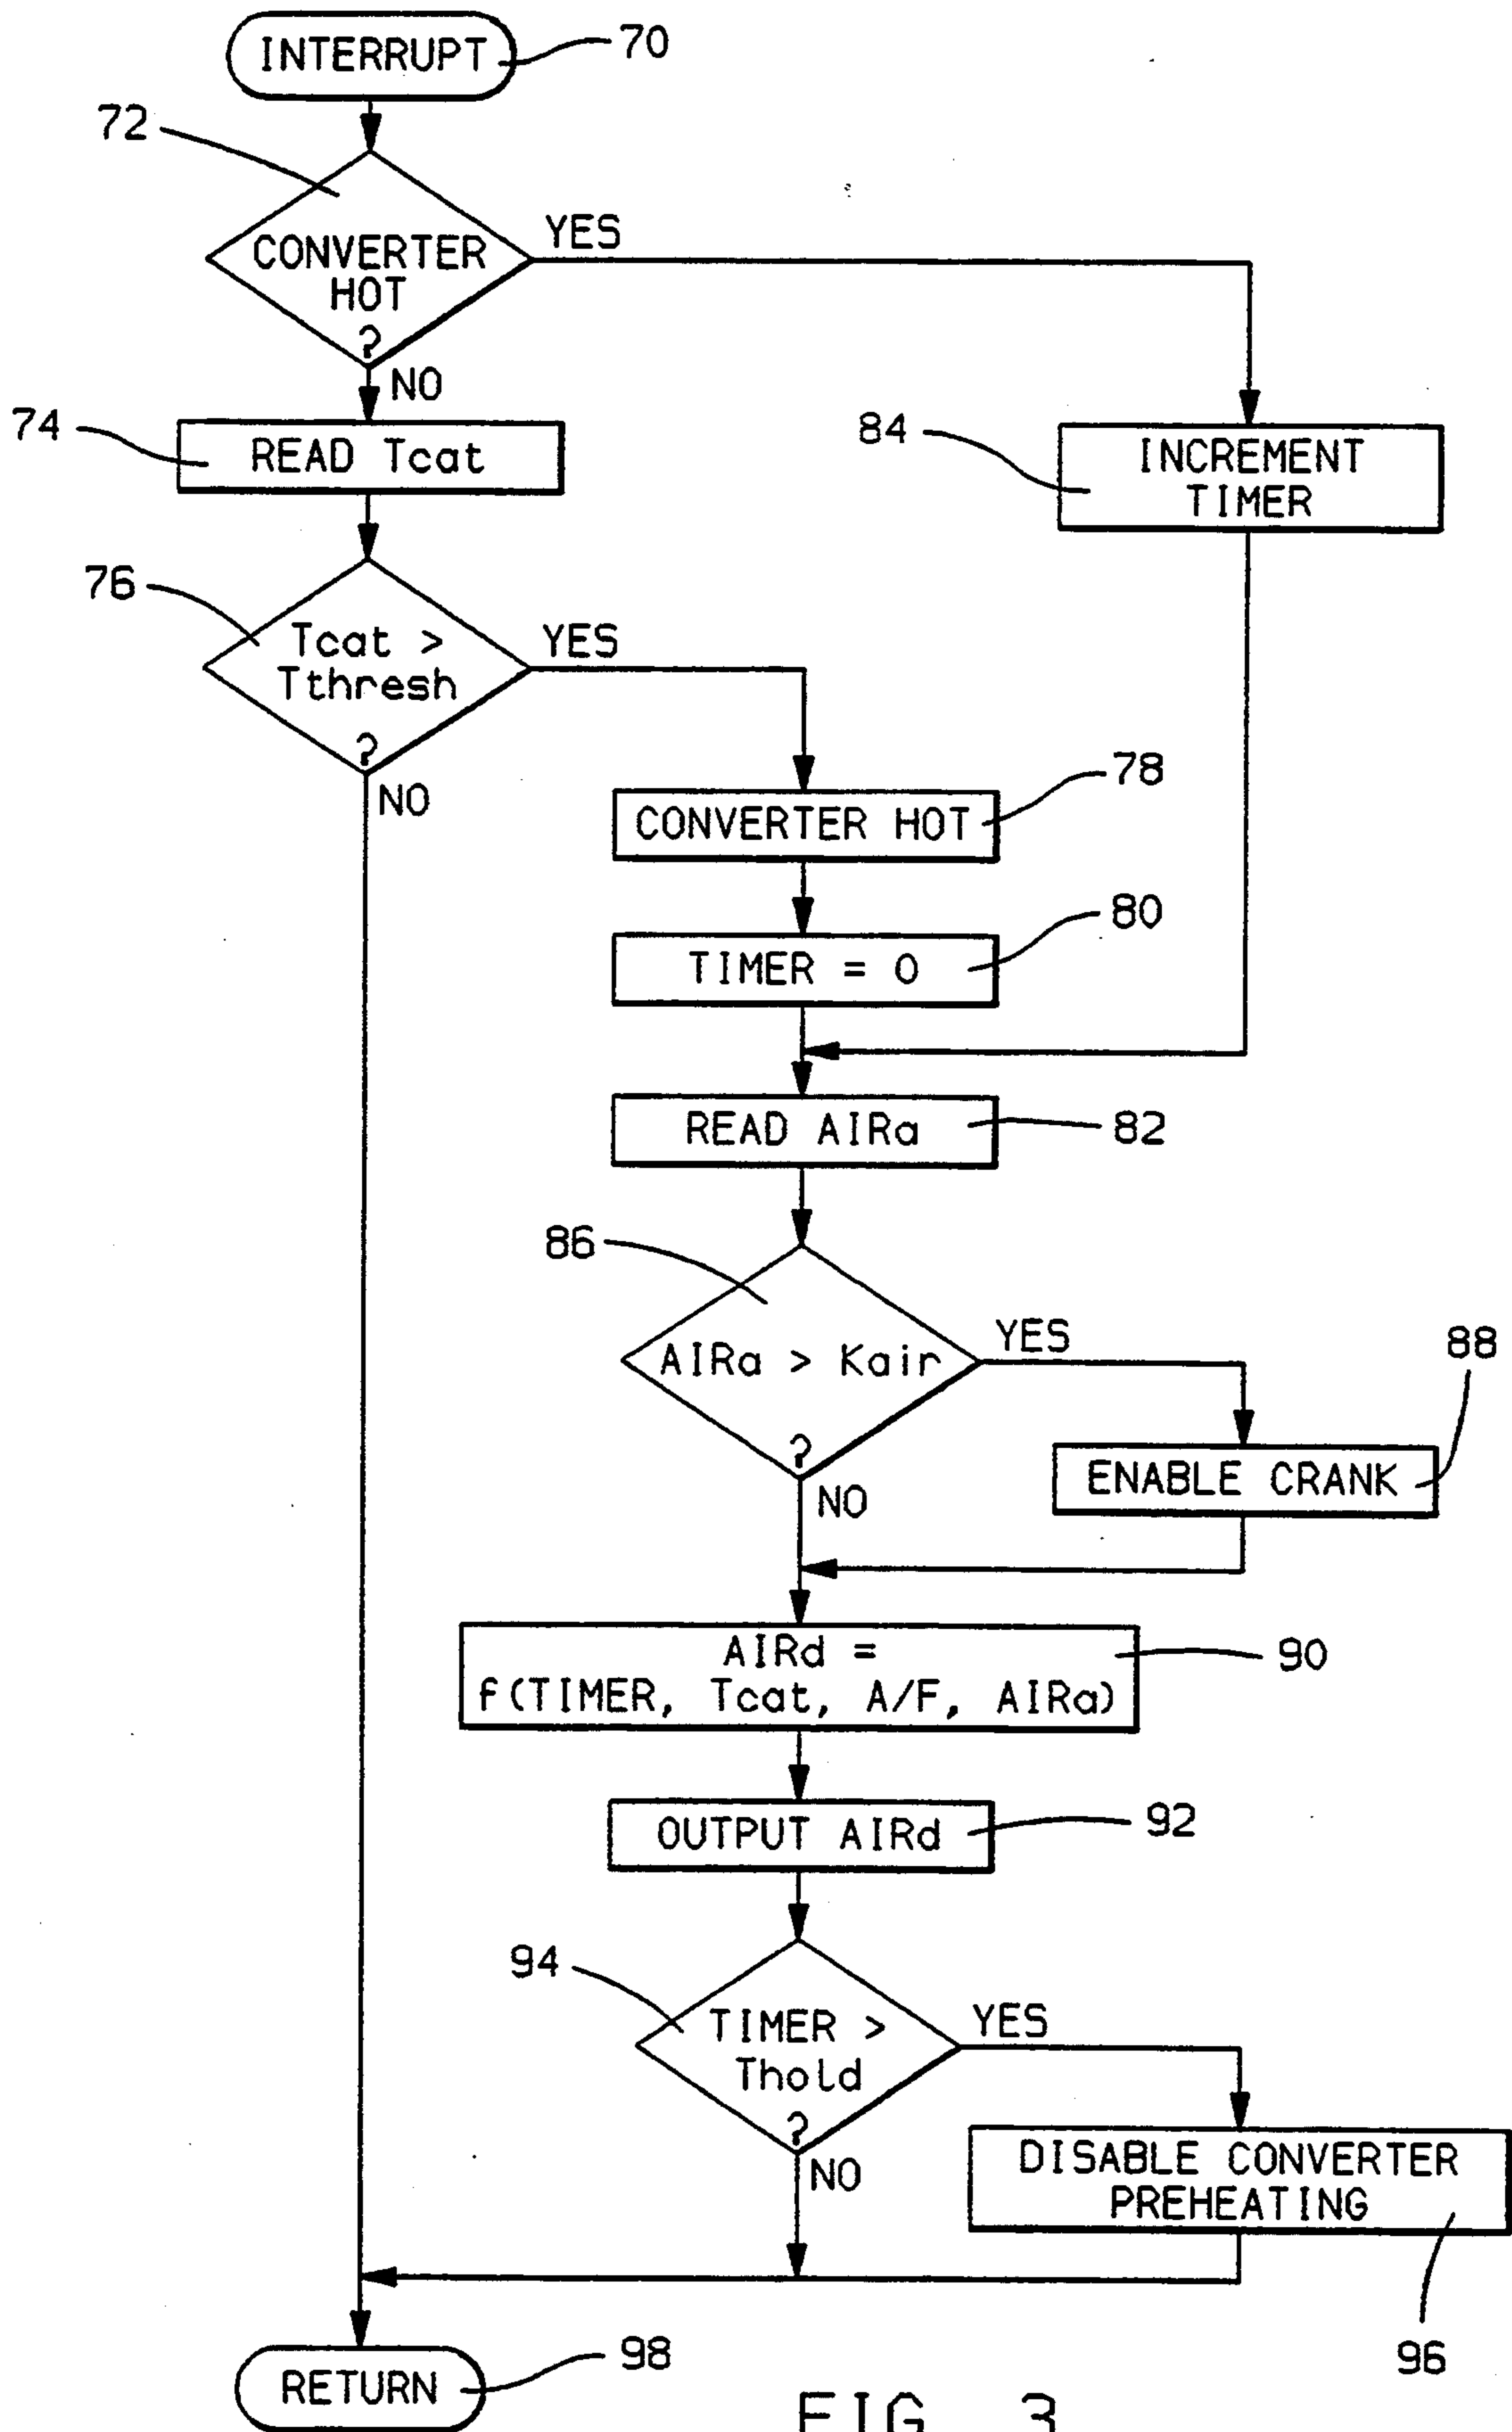 INTERRUPT
70
72
CONVERTER
HOT
?
YES
NO
74
READ Tcat
84
INCREMENT
TIMER
76
Tcat >
Tthresh
?
YES
NO
CONVERTER HOT
78
TIMER = 0
80
READ AIRa
82
86
AIRa > Kair
?
YES
NO
88
ENABLE CRANK
AIRd =
f(TIMER, Tcat, A/F, AIRa)
90
OUTPUT AIRd
92
94
TIMER >
Thold
?
YES
NO
DISABLE CONVERTER
PREHEATING
96
RETURN
98
FIG. 3